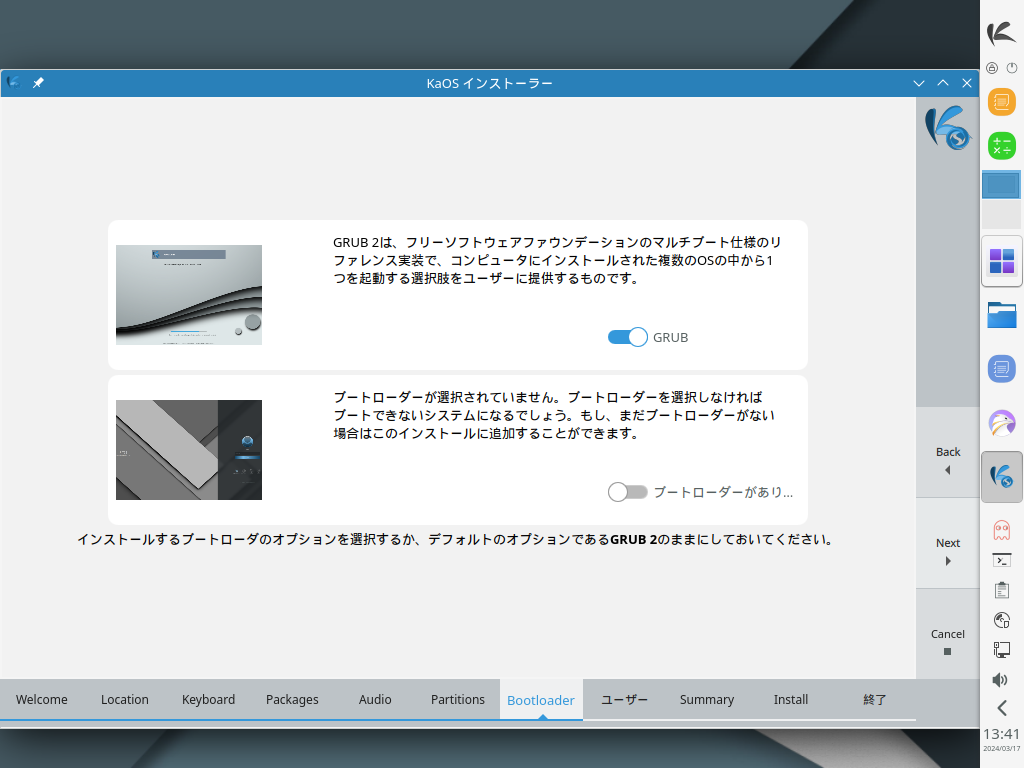 KaOS インストーラー
GRUB 2は、フリーソフトウェアファウンデーションのマルチブート仕様のリ
ファレンス実装で、コンピュータにインストールされた複数のOSの中から1
つを起動する選択肢をユーザーに提供するものです。
GRUB
ブートローダーが選択されていません。ブートローダーを選択しなければ
ブートできないシステムになるでしょう。もし、まだブートローダーがない
場合はこのインストールに追加することができます。
ブートローダーがあり...
インストールするブートローダのオプションを選択するか、デフォルトのオプションであるGRUB 2のままにしておいてください。
Back
Next
Cancel
Welcome
Location
Keyboard
Packages
Audio
Partitions
Bootloader
ユーザー
Summary
Install
終了
13:41
2024/03/17